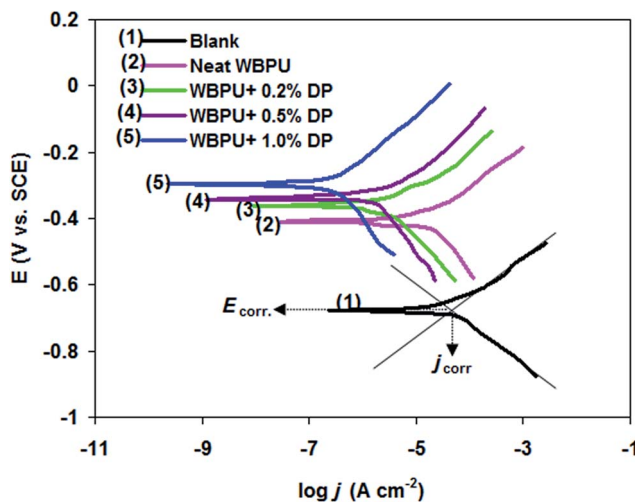 0.2
0
-0.2
-0.4
-0.6
-0.8
-1
E (V vs. SCE)
(1) Blank
(2) Neat WBPU
(3) WBPU+ 0.2% DP
(4) WBPU+ 0.5% DP
(5) WBPU+ 1.0% DP
(5)
(4)
(3)
(2)
(1)
E corr.
j corr
-11 -9 -7 -5 -3 -1
log j (A cm-2)